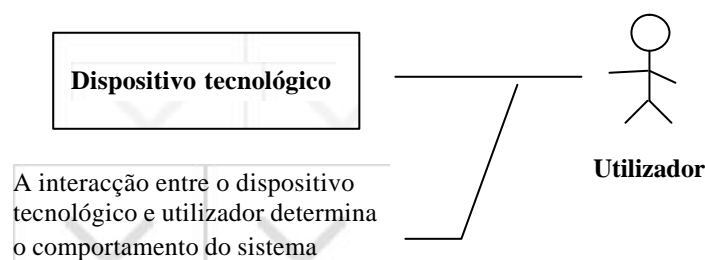 Dispositivo tecnológico
Utilizador
A interacção entre o dispositivo
tecnológico e utilizador determina
o comportamento do sistema